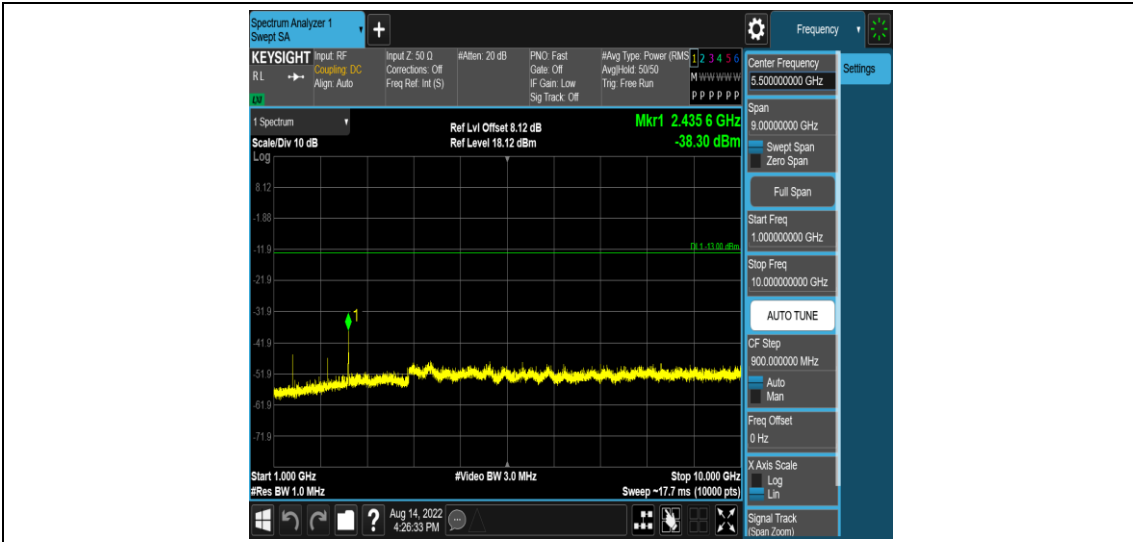 Spectrum Analyzer 1
Swept SA
+
Frequency
KEYSIGHT
RL
LXI
Input: RF
Coupling: DC
Align: Auto
Input Z: 50 Ω
Corrections: Off
Freq Ref: Int (S)
#Atten: 20 dB
PNO: Fast
Gate: Off
IF Gain: Low
Sig Track: Off
#Avg Type: Power (RMS
Avg|Hold: 50/50
Trig: Free Run
1 2 3 4 5 6
M W W W W W
P P P P P P
1 Spectrum
Scale/Div 10 dB
Log
Ref Lvl Offset 8.12 dB
Ref Level 18.12 dBm
Mkr1 2.435 6 GHz
-38.30 dBm
8.12
-1.88
-11.9
DL1 -13.00 dBm
-21.9
-31.9
1
-41.9
-51.9
-61.9
-71.9
Start 1.000 GHz
#Res BW 1.0 MHz
#Video BW 3.0 MHz
Stop 10.000 GHz
Sweep ~17.7 ms (10000 pts)
?
Aug 14, 2022
4:26:33 PM
Center Frequency
5.500000000 GHz
Settings
Span
9.00000000 GHz
Swept Span
Zero Span
Full Span
Start Freq
1.000000000 GHz
Stop Freq
10.000000000 GHz
AUTO TUNE
CF Step
900.000000 MHz
Auto
Man
Freq Offset
0 Hz
X Axis Scale
Log
Lin
Signal Track
(Span Zoom)